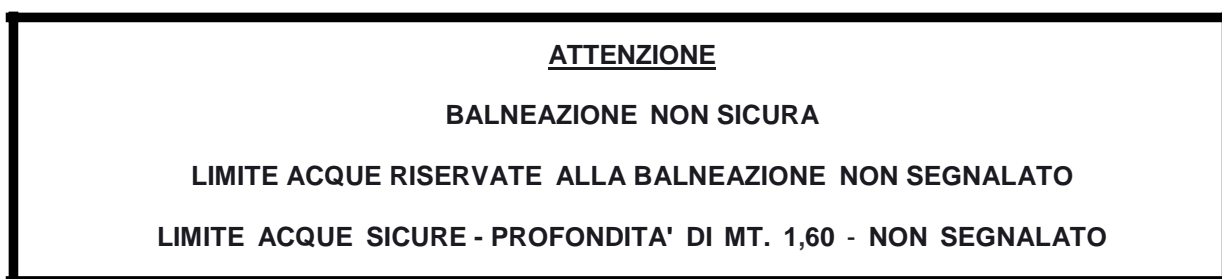 ATTENZIONE
BALNEAZIONE NON SICURA
LIMITE ACQUE RISERVATE ALLA BALNEAZIONE NON SEGNALATO
LIMITE ACQUE SICURE - PROFONDITA' DI MT. 1,60 - NON SEGNALATO